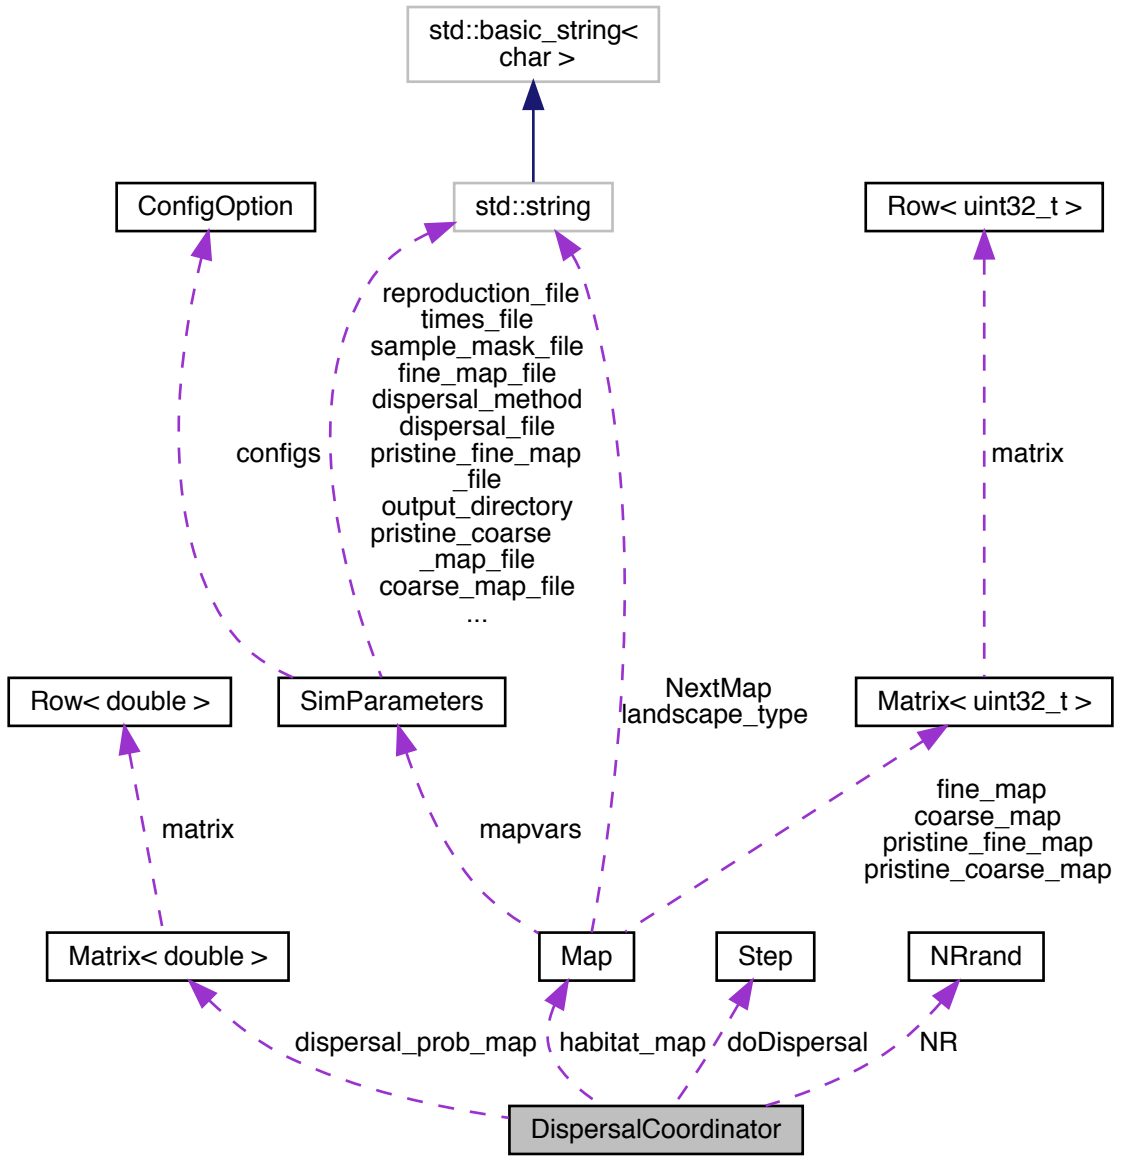 std::basic_string<
char >
ConfigOption
std::string
Row< uint32_t >
reproduction_file
times_file
sample_mask_file
fine_map_file
dispersal_method
dispersal_file
pristine_fine_map
_file
output_directory
pristine_coarse
_map_file
coarse_map_file
...
configs
matrix
Row< double >
SimParameters
NextMap
landscape_type
Matrix< uint32_t >
matrix
mapvars
fine_map
coarse_map
pristine_fine_map
pristine_coarse_map
Matrix< double >
Map
Step
NRrand
dispersal_prob_map
habitat_map
doDispersal
NR
DispersalCoordinator